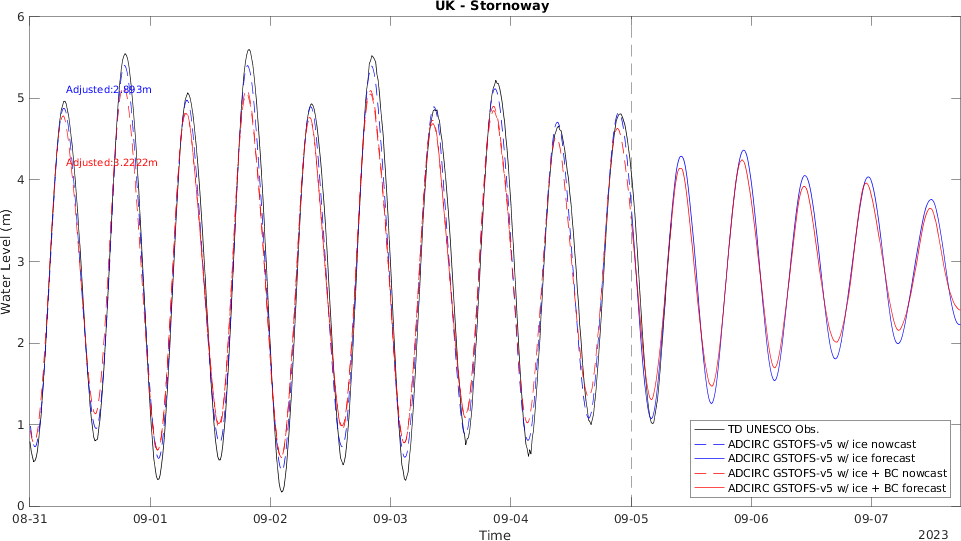 UK - Stornoway
6
5
4
3
2
1
0
Water Level (m)
Adjusted:2.893m
Adjusted:3.2222m
TD UNESCO Obs.
ADCIRC GSTOFS-v5 w/ ice nowcast
ADCIRC GSTOFS-v5 w/ ice forecast
ADCIRC GSTOFS-v5 w/ ice + BC nowcast
ADCIRC GSTOFS-v5 w/ ice + BC forecast
08-31 09-01 09-02 09-03 09-04 09-05 09-06 09-07
Time
2023